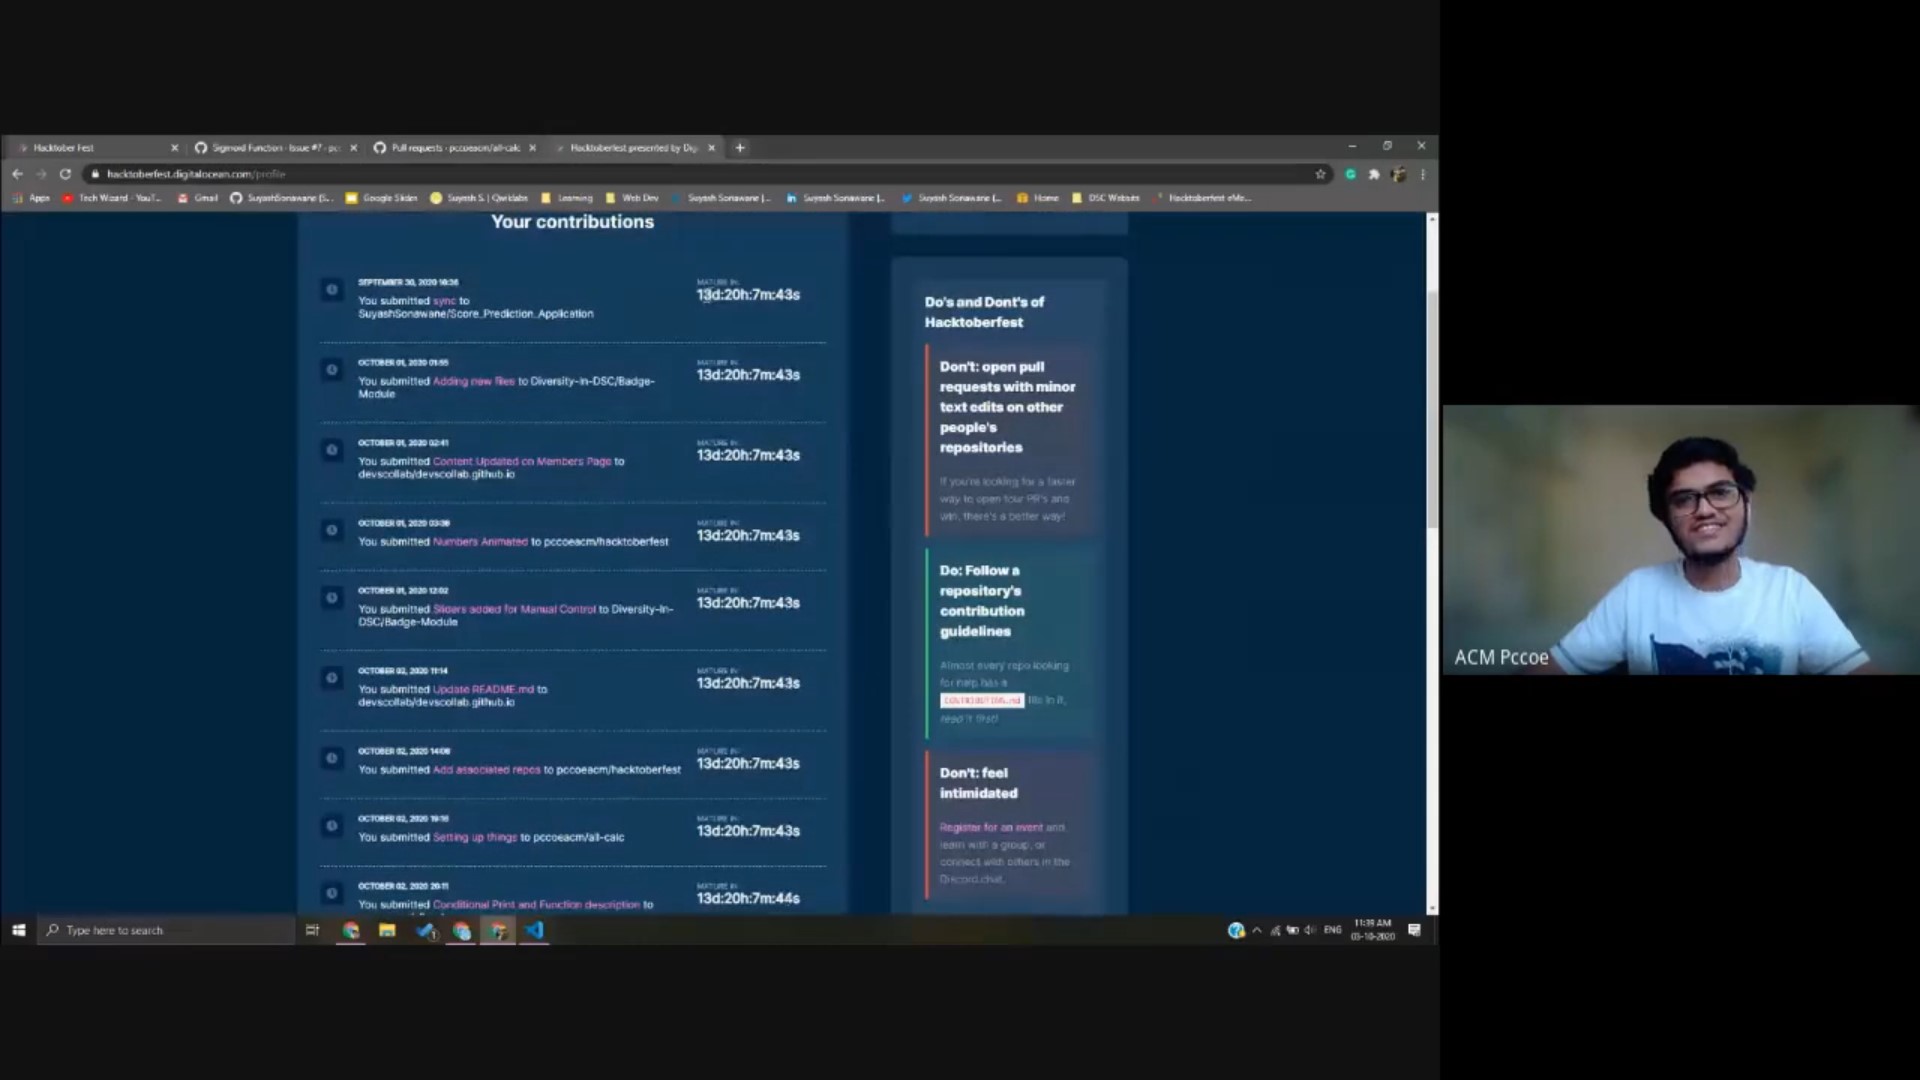 Hacktober Fest
Sigmoid Function · Issue #7 · pc
Pull requests · pccoeacm/all-calc
Hacktoberfest presented by Dig
hacktoberfest.digitalocean.com/profile
Apps
Tech Wizard - YouT...
Gmail
SuyashSonawane (S...
Google Slides
Suyash S. | Qwiklabs
Learning
Web Dev
Suyash Sonawane |...
Suyash Sonawane |...
Suyash Sonawane (...
Home
DSC Website
Your contributions
SEPTEMBER 30, 2020
You submitted sync to
SuyashSonawane/Score_Prediction_Application
MATURE IN:
13d:20h:7m:43s
OCTOBER 01, 2020 01:55
You submitted Adding new files to Diversity-In-DSC/Badge-
Module
MATURE IN:
13d:20h:7m:43s
OCTOBER 01, 2020 02:41
You submitted Content Updated on Members Page to
devscollab/devscollab.github.io
MATURE IN:
13d:20h:7m:43s
OCTOBER 01, 2020
You submitted Numbers Animated to pccoeacm/hacktoberfest
MATURE IN:
13d:20h:7m:43s
OCTOBER 01, 2020 12:02
You submitted Sliders added for Manual Control to Diversity-In-
DSC/Badge-Module
MATURE IN:
13d:20h:7m:43s
OCTOBER 02, 2020 11:14
You submitted Update README.md to
devscollab/devscollab.github.io
MATURE IN:
13d:20h:7m:43s
OCTOBER 02, 2020
You submitted Add associated repos to pccoeacm/hacktoberfest
MATURE IN:
13d:20h:7m:43s
OCTOBER 02, 2020
You submitted Setting up things to pccoeacm/all-calc
MATURE IN:
13d:20h:7m:43s
OCTOBER 02, 2020 20:11
You submitted Conditional Print and Function description to
MATURE IN:
13d:20h:7m:44s
Do's and Dont's of
Hacktoberfest
Don't: open pull
requests with minor
text edits on other
people's
repositories
If you're looking for a faster
way to open four PR's and
win, there's a better way!
Do: Follow a
repository's
contribution
guidelines
Almost every repo looking
for help has a
CONTRIBUTING.md file in it,
read it first!
Don't: feel
intimidated
Register for an event and
learn with a group, or
connect with others in the
Discord chat.
ACM Pccoe
Type here to search
ENG
11:39 AM
03-10-2020